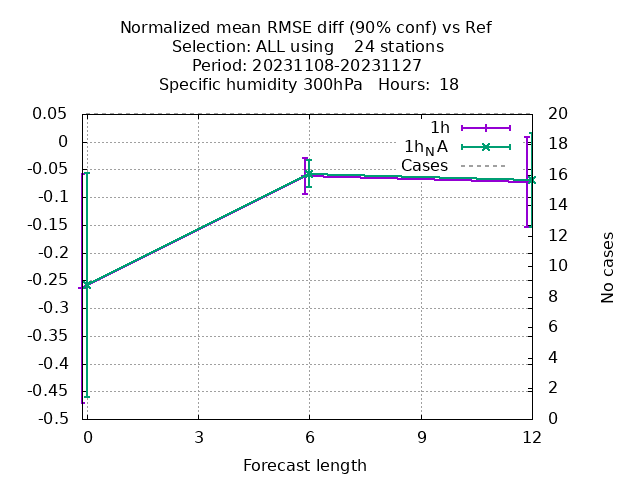 Normalized mean RMSE diff (90% conf) vs Ref
Selection: ALL using    24 stations
Period: 20231108-20231127
Specific humidity 300hPa   Hours:  18
0.05
0
-0.05
-0.1
-0.15
-0.2
-0.25
-0.3
-0.35
-0.4
-0.45
-0.5
20
18
16
14
12
10
8
6
4
2
0
1h
1h_NA
Cases
No cases
0 3 6 9 12
Forecast length